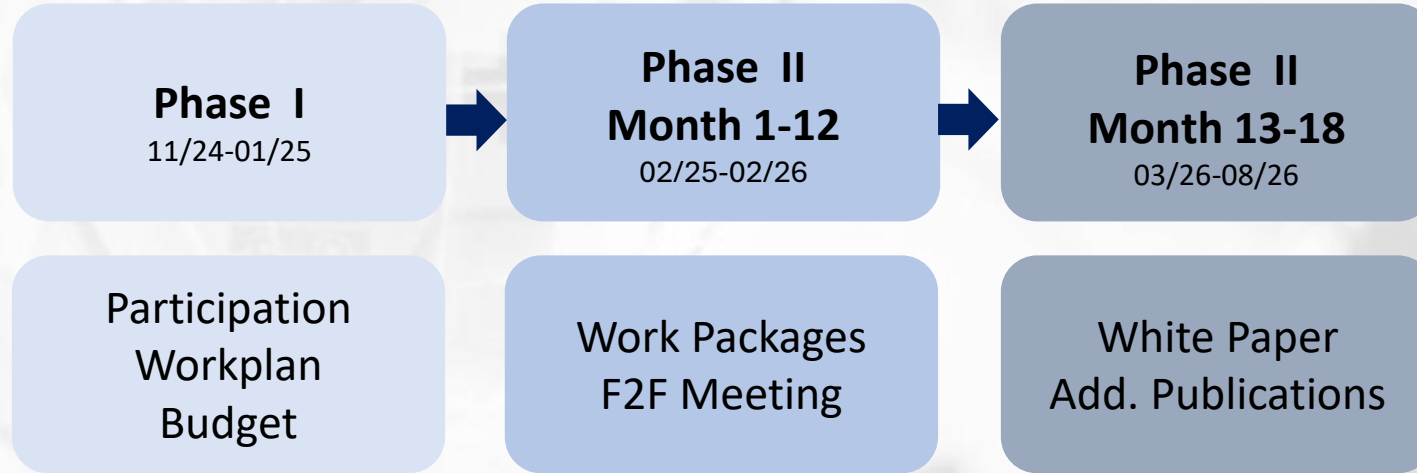 Phase I
11/24-01/25
Phase II
Month 1-12
02/25-02/26
Phase II
Month 13-18
03/26-08/26
Participation
Workplan
Budget
Work Packages
F2F Meeting
White Paper
Add. Publications